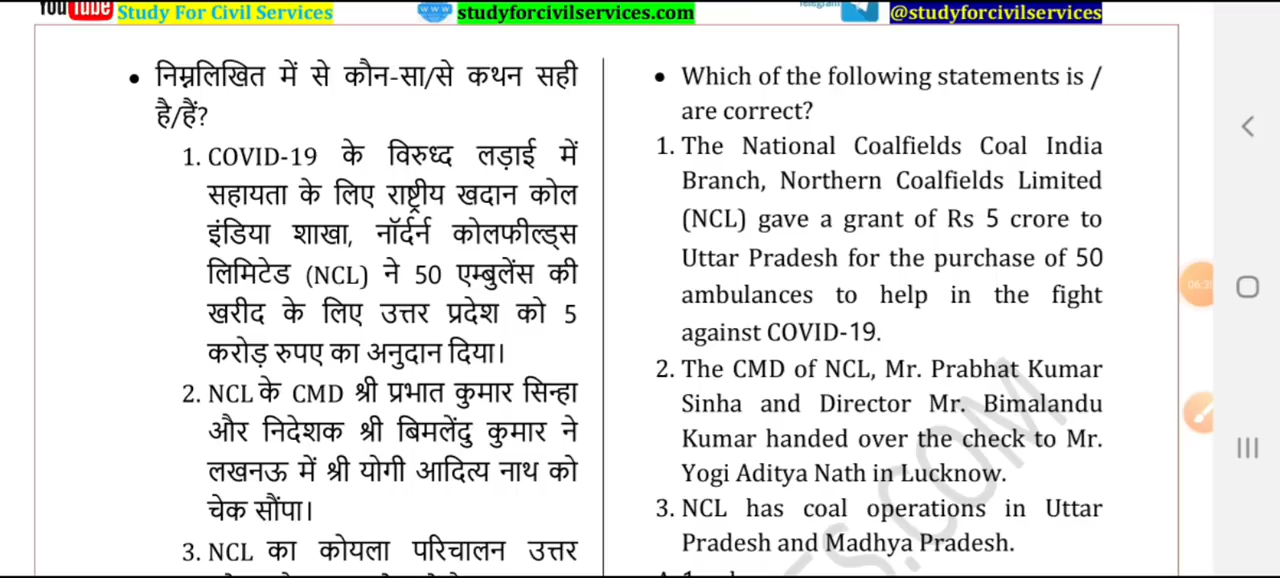 You Tube Study For Civil Services
www studyforcivilservices.com
Telegram @studyforcivilservices
• निम्नलिखित में से कौन-सा/से कथन सही
है/हैं?
1. COVID-19 के विरुध्द लड़ाई में
सहायता के लिए राष्ट्रीय खदान कोल
इंडिया शाखा, नॉर्दर्न कोलफील्ड्स
लिमिटेड (NCL) ने 50 एम्बुलेंस की
खरीद के लिए उत्तर प्रदेश को 5
करोड़ रुपए का अनुदान दिया।
2. NCL के CMD श्री प्रभात कुमार सिन्हा
और निदेशक श्री बिमलेंदु कुमार ने
लखनऊ में श्री योगी आदित्य नाथ को
चेक सौंपा।
3. NCL का कोयला परिचालन उत्तर
• Which of the following statements is /
are correct?
1. The National Coalfields Coal India
Branch, Northern Coalfields Limited
(NCL) gave a grant of Rs 5 crore to
Uttar Pradesh for the purchase of 50
ambulances to help in the fight
against COVID-19.
2. The CMD of NCL, Mr. Prabhat Kumar
Sinha and Director Mr. Bimalandu
Kumar handed over the check to Mr.
Yogi Aditya Nath in Lucknow.
3. NCL has coal operations in Uttar
Pradesh and Madhya Pradesh.